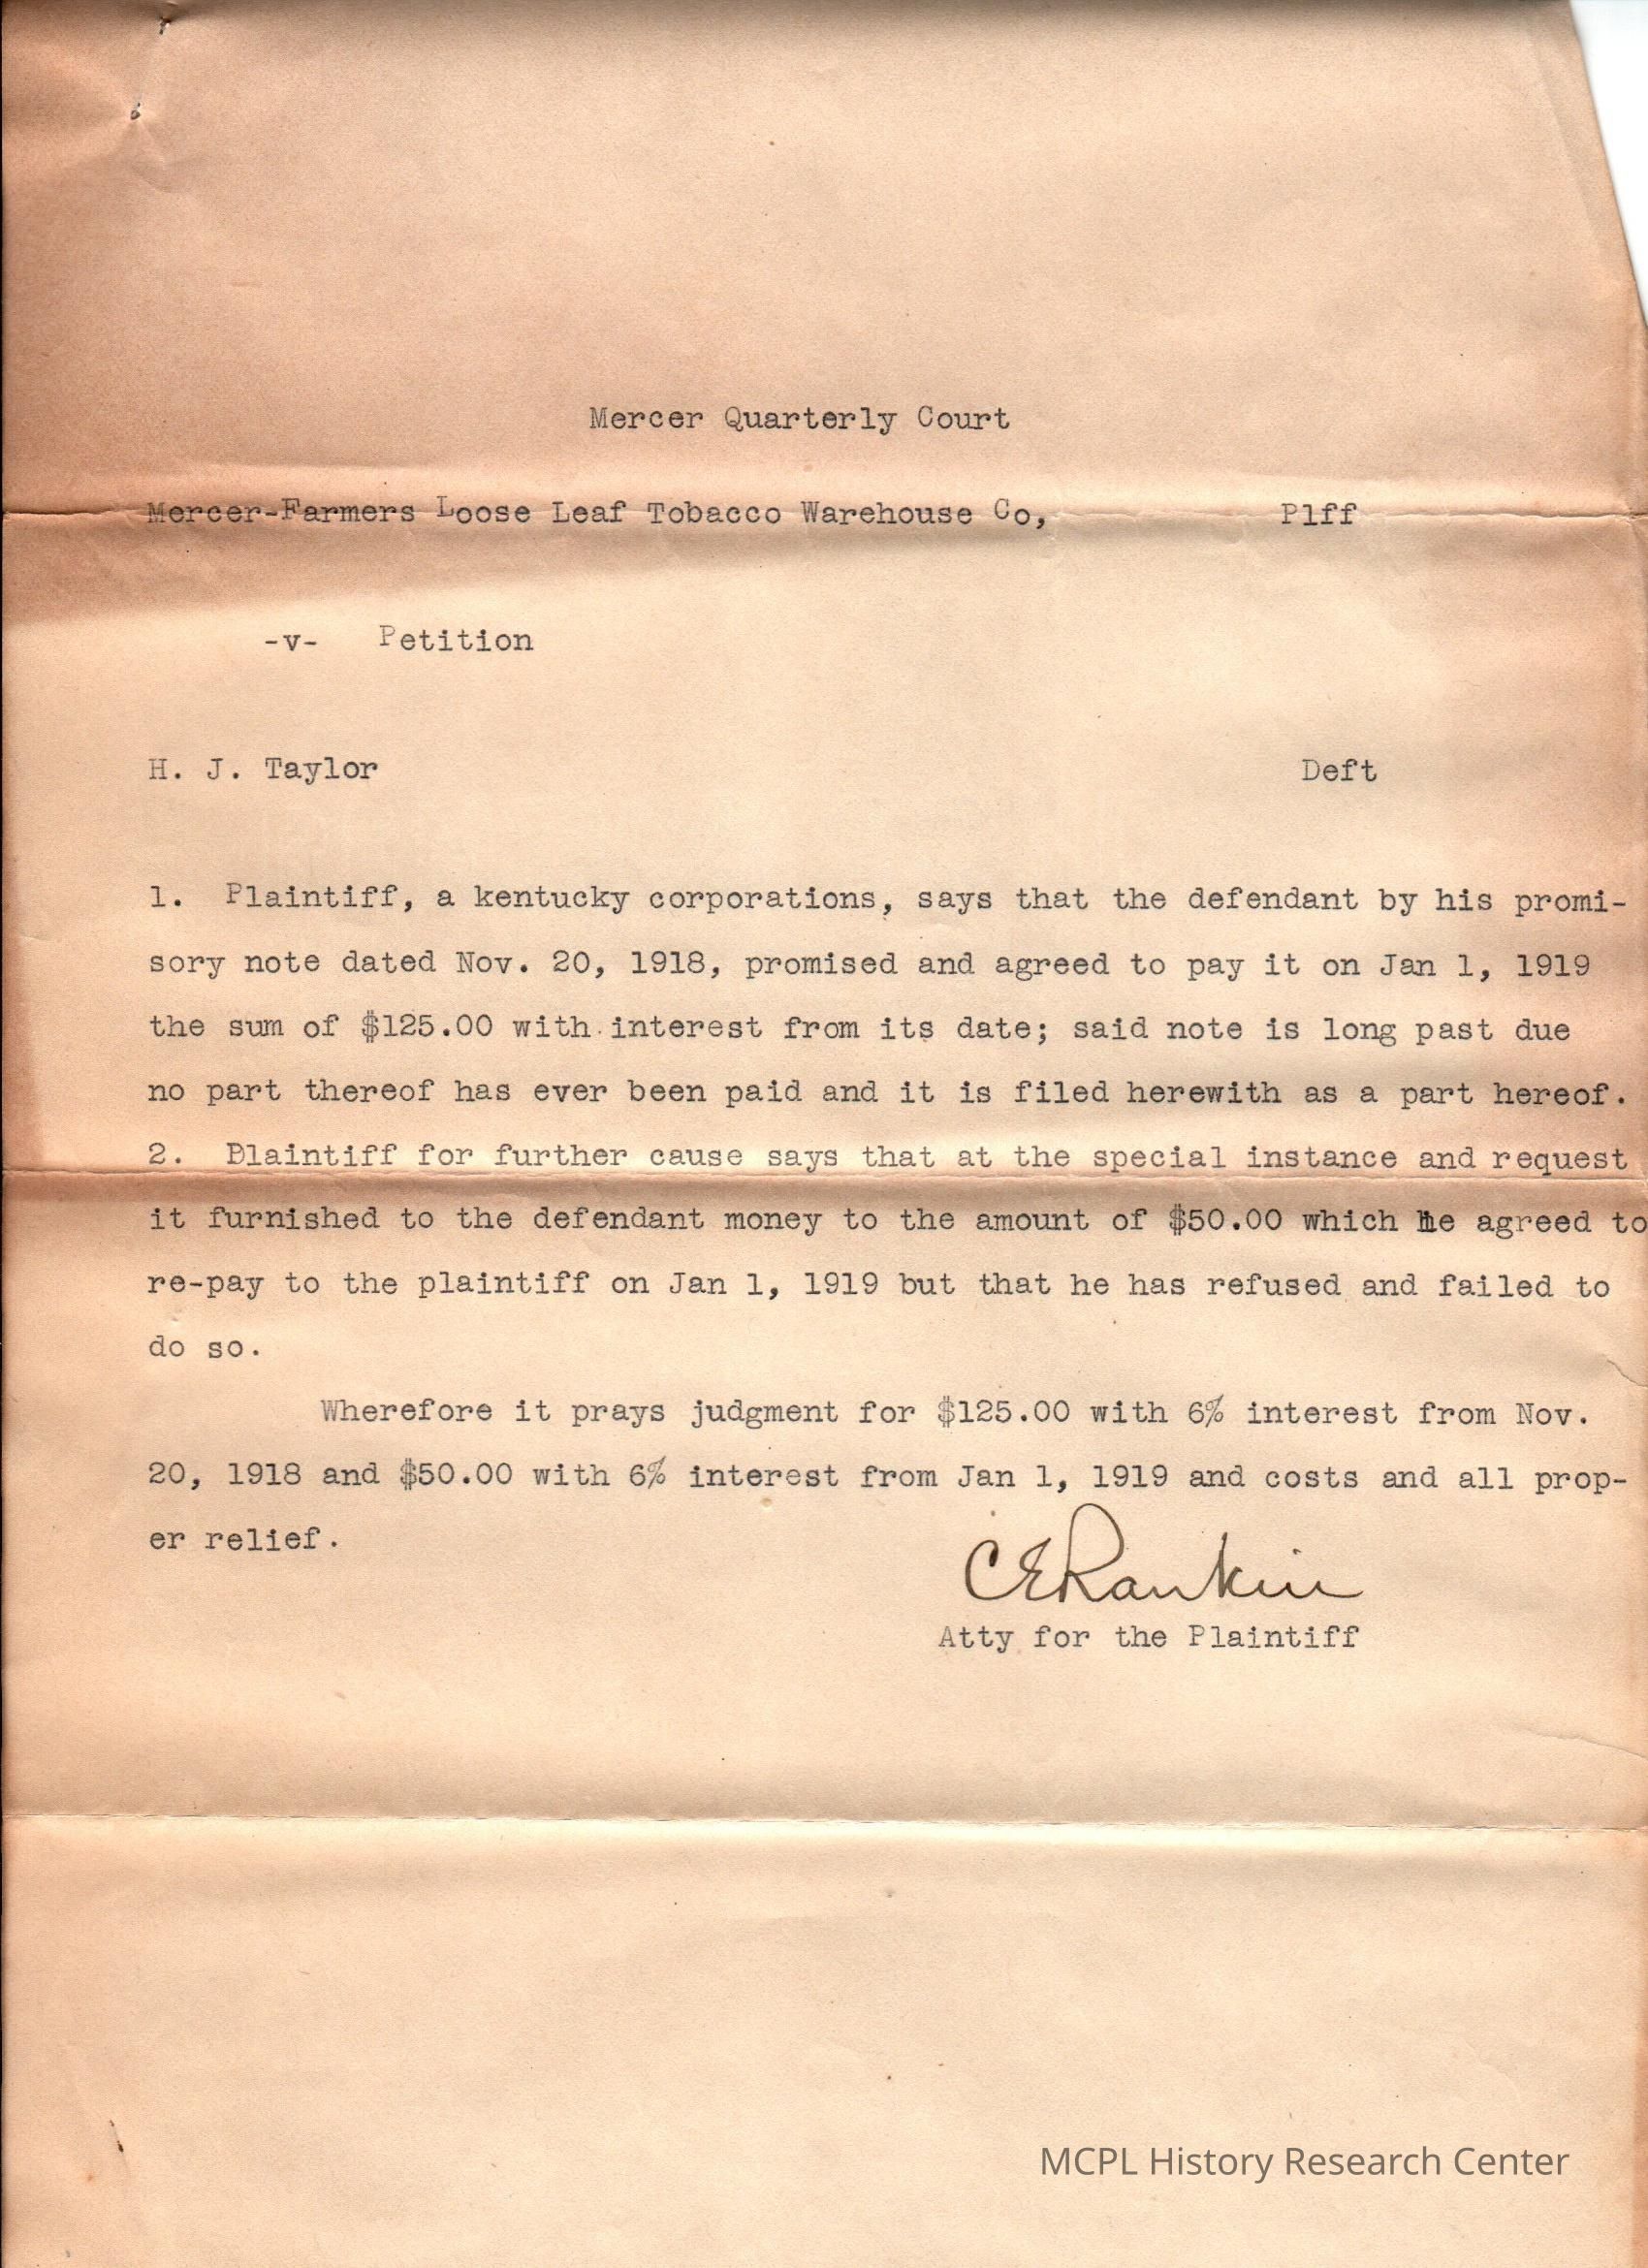 Mercer Quarterly Court
Mercer-Farmers Loose Leaf Tobacco Warehouse Co, Plff
-v- Petition
H. J. Taylor Deft
1. Plaintiff, a kentucky corporations, says that the defendant by his promi-
sory note dated Nov. 20, 1918, promised and agreed to pay it on Jan 1, 1919
the sum of $125.00 with interest from its date; said note is long past due
no part thereof has ever been paid and it is filed herewith as a part hereof.
2. Plaintiff for further cause says that at the special instance and request
it furnished to the defendant money to the amount of $50.00 which he agreed to
re-pay to the plaintiff on Jan 1, 1919 but that he has refused and failed to
do so.
Wherefore it prays judgment for $125.00 with 6% interest from Nov.
20, 1918 and $50.00 with 6% interest from Jan 1, 1919 and costs and all prop-
er relief.
C E Rankin
Atty for the Plaintiff
MCPL History Research Center